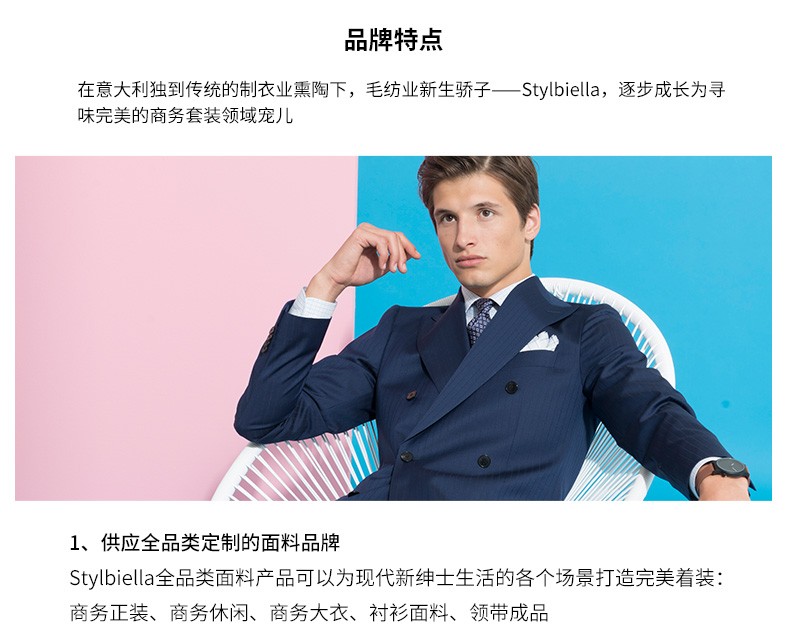 品牌特点
在意大利独到传统的制衣业熏陶下，毛纺业新生骄子——Stylbiella，逐步成长为寻
味完美的商务套装领域宠儿
1、供应全品类定制的面料品牌
Stylbiella全品类面料产品可以为现代新绅士生活的各个场景打造完美着装：
商务正装、商务休闲、商务大衣、衬衫面料、领带成品